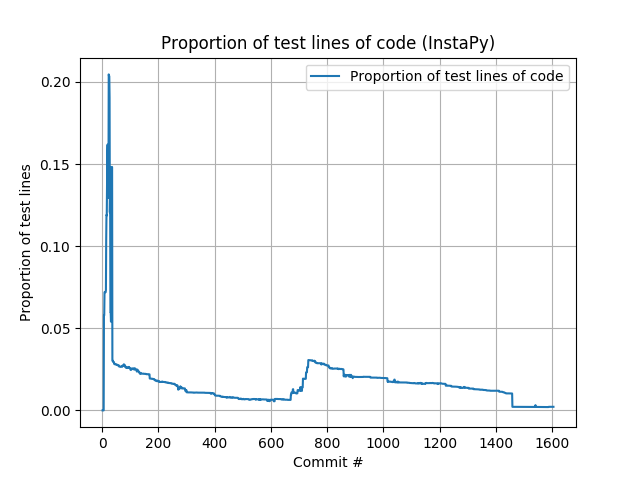 Proportion of test lines of code (InstaPy)
Proportion of test lines of code
Proportion of test lines
0.20
0.15
0.10
0.05
0.00
0 200 400 600 800 1000 1200 1400 1600
Commit #